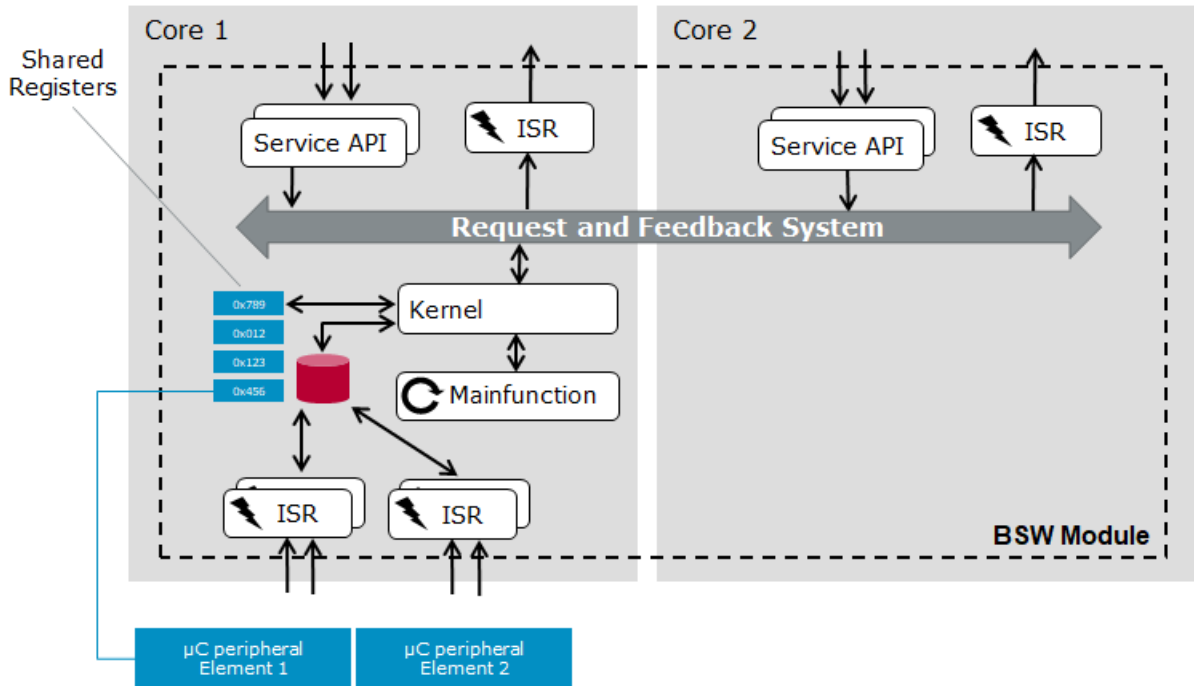 Core 1
Core 2
Shared
Registers
Service API
ISR
Service API
ISR
Request and Feedback System
0x789
0x012
0x123
0x456
Kernel
Mainfunction
ISR
ISR
BSW Module
µC peripheral
Element 1
µC peripheral
Element 2